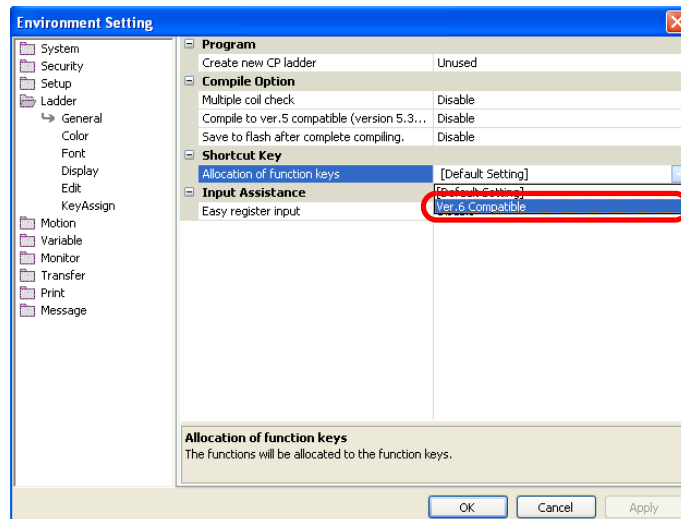 Environment Setting
System
Security
Setup
Ladder
General
Color
Font
Display
Edit
KeyAssign
Motion
Variable
Monitor
Transfer
Print
Message
Program
Create new CP ladder Unused
Compile Option
Multiple coil check Disable
Compile to ver.5 compatible (version 5.3... Disable
Save to flash after complete compiling. Disable
Shortcut Key
Allocation of function keys [Default Setting]
Input Assistance [Default Setting]
Ver.6 Compatible
Easy register input
Allocation of function keys
The functions will be allocated to the function keys.
OK Cancel Apply